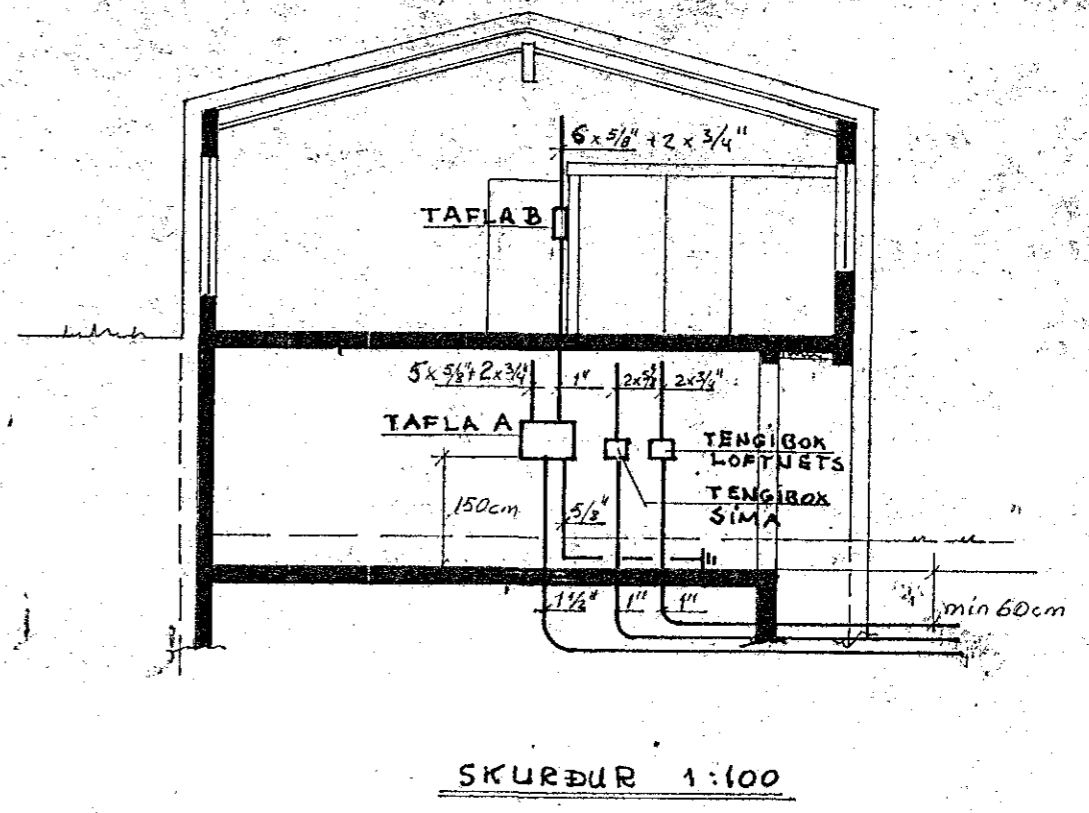 6 x 5/8" + 2 x 3/4"
TAFLA B
5 x 5/8" + 2 x 3/4"
1"
2 x 5/8"
2 x 3/4"
TAFLA A
TENGIBOX
LOFTNETS
TENGIBOX
SÍMA
150cm
5/8"
1 1/2"
1"
1"
min 60cm
SKURÐUR 1:100